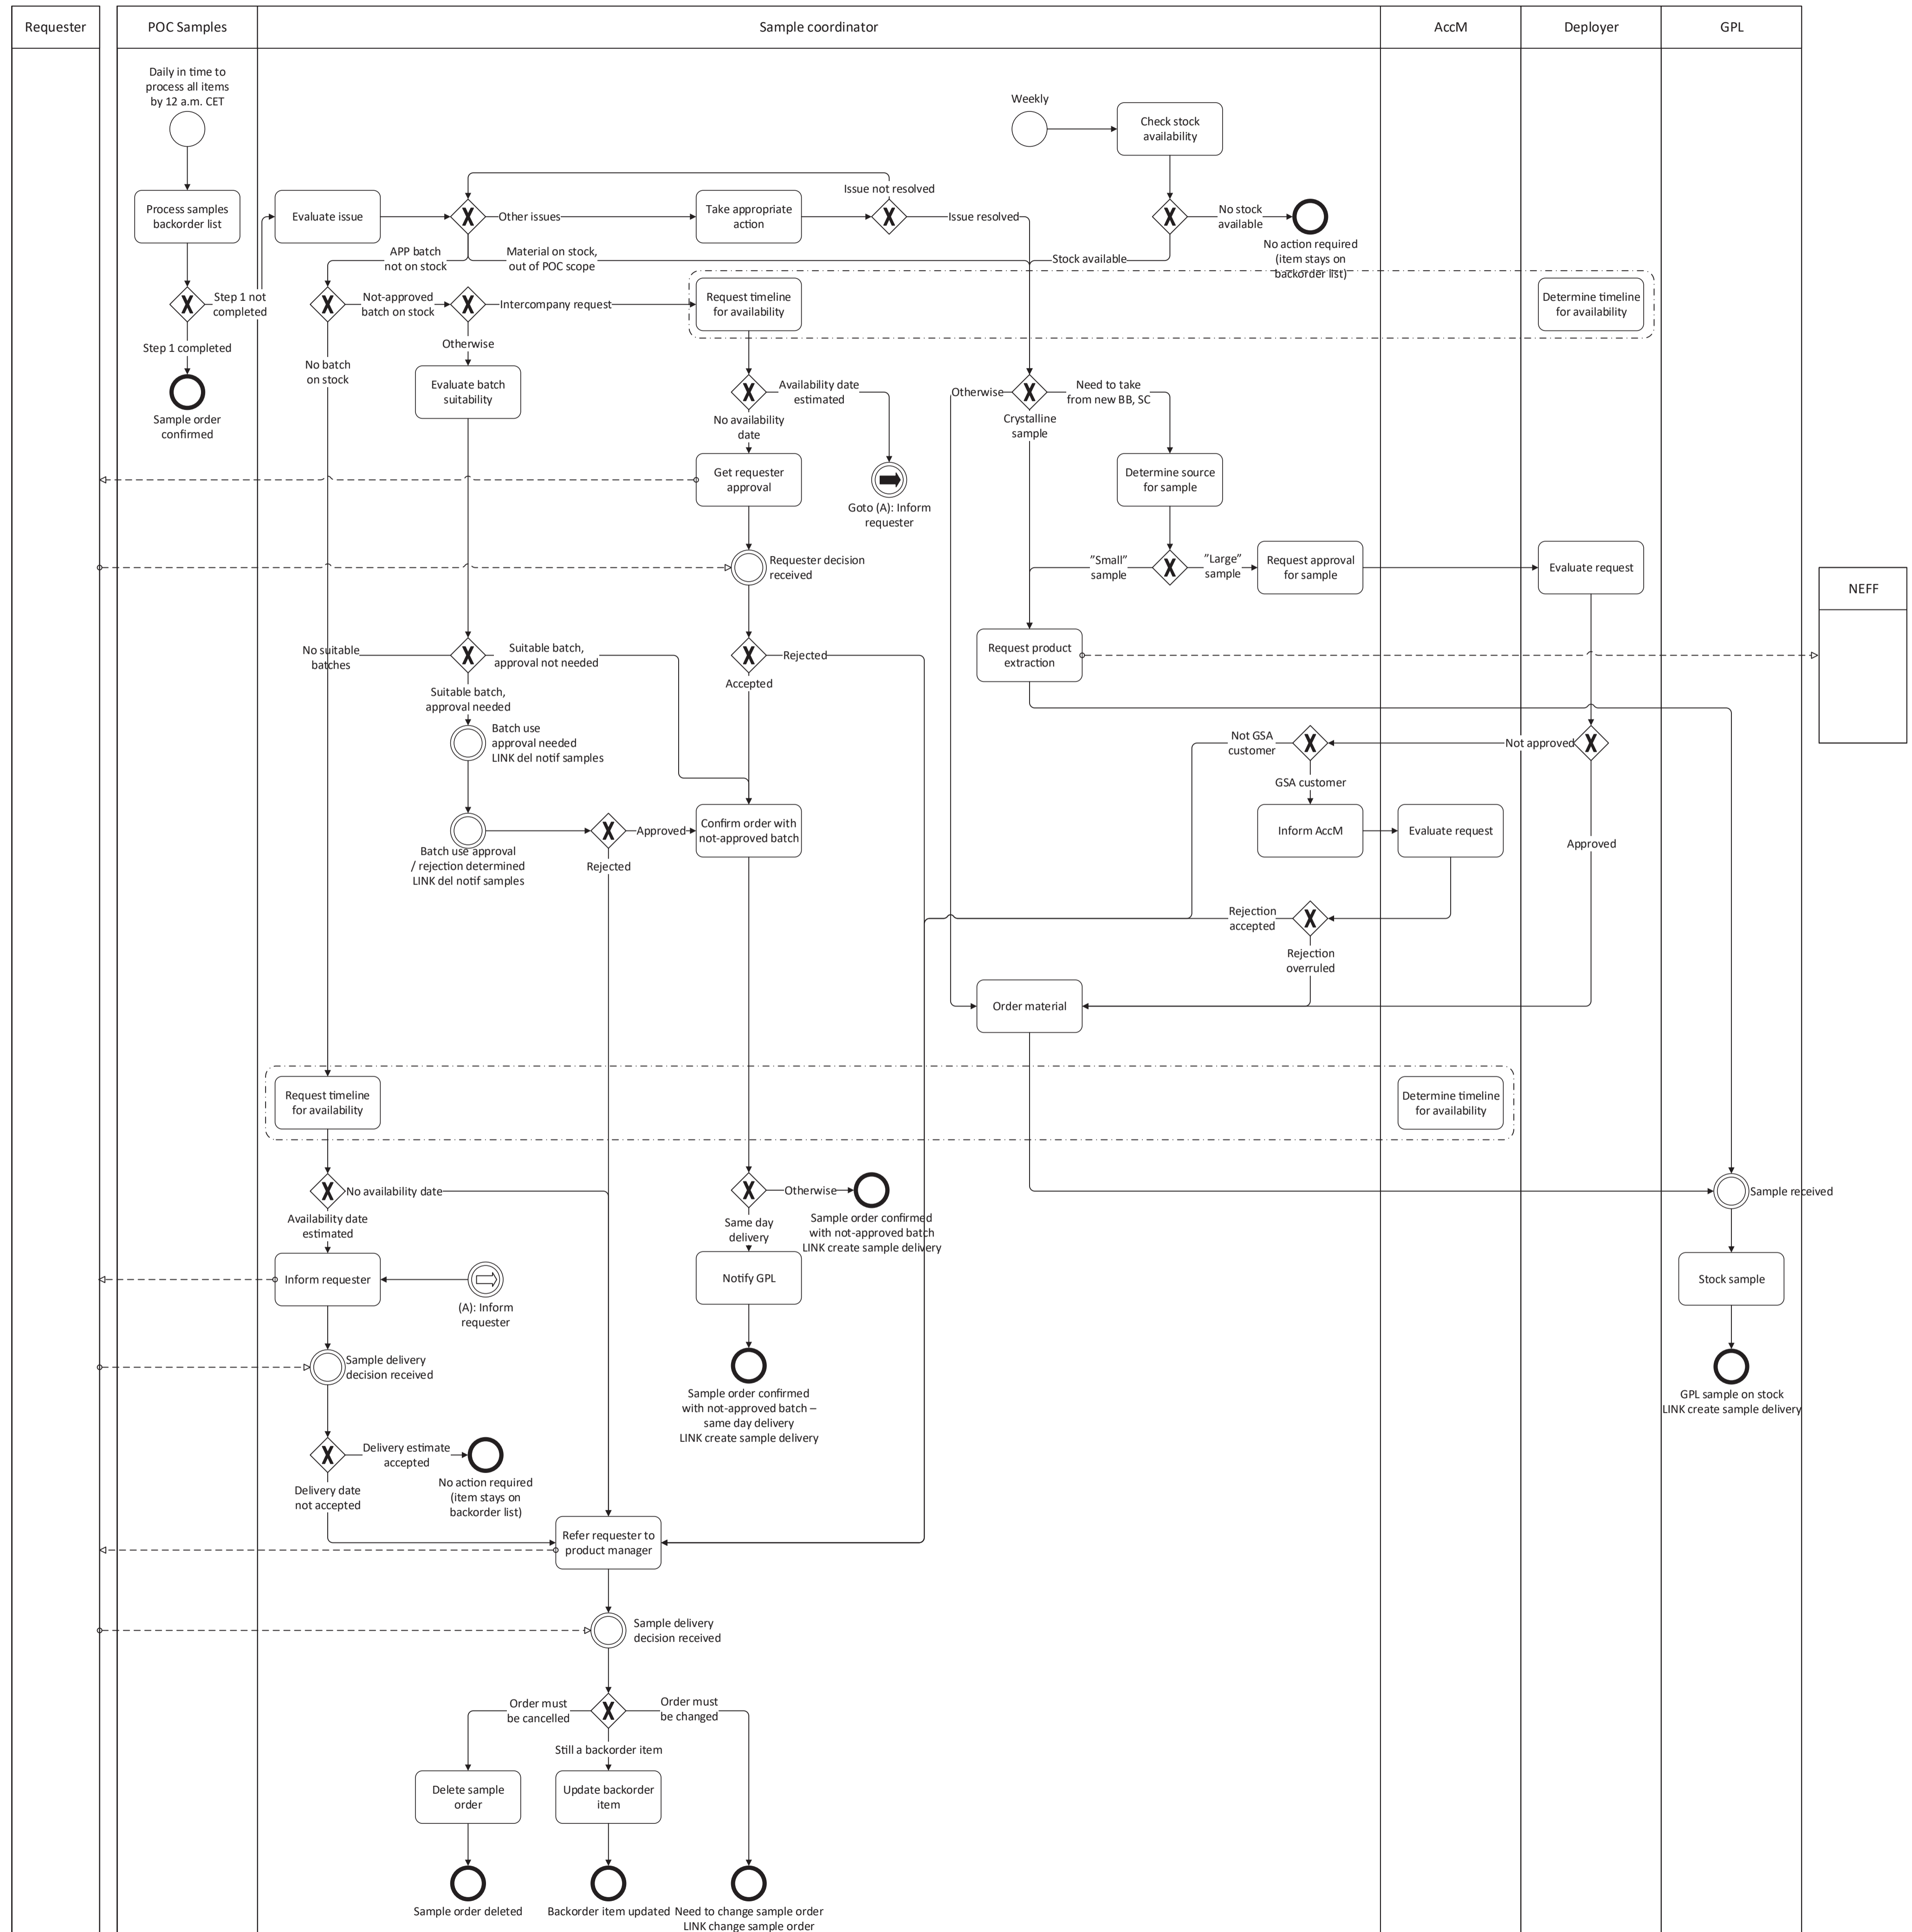 Requester
POC Samples
Sample coordinator
AccM
Deployer
GPL
Daily in time to
process all items
by 12 a.m. CET
Weekly
Check stock
availability
Process samples
backorder list
Evaluate issue
Other issues
Take appropriate
action
Issue not resolved
Issue resolved
No stock
available
No action required
(item stays on
backorder list)
APP batch
not on stock
Material on stock,
out of POC scope
Stock available
Step 1 not
completed
Not-approved
batch on stock
Intercompany request
Request timeline
for availability
Determine timeline
for availability
Step 1 completed
Otherwise
No batch
on stock
Sample order
confirmed
Evaluate batch
suitability
Availability date
estimated
No availability
date
Otherwise
Need to take
from new BB, SC
Crystalline
sample
Get requester
approval
Goto (A): Inform
requester
Determine source
for sample
Requester decision
received
"Small"
sample
"Large"
sample
Request approval
for sample
Evaluate request
NEFF
No suitable
batches
Suitable batch,
approval not needed
Rejected
Request product
extraction
Suitable batch,
approval needed
Accepted
Batch use
approval needed
LINK del notif samples
Not GSA
customer
Not approved
GSA customer
Approved
Confirm order with
not-approved batch
Inform AccM
Evaluate request
Approved
Batch use approval
/ rejection determined
LINK del notif samples
Rejected
Rejection
accepted
Rejection
overruled
Order material
Request timeline
for availability
Determine timeline
for availability
No availability date
Otherwise
Sample received
Availability date
estimated
Same day
delivery
Sample order confirmed
with not-approved batch
LINK create sample delivery
Inform requester
(A): Inform
requester
Notify GPL
Stock sample
Sample delivery
decision received
Sample order confirmed
with not-approved batch –
same day delivery
LINK create sample delivery
GPL sample on stock
LINK create sample delivery
Delivery estimate
accepted
No action required
(item stays on
backorder list)
Delivery date
not accepted
Refer requester to
product manager
Sample delivery
decision received
Order must
be cancelled
Order must
be changed
Still a backorder item
Delete sample
order
Update backorder
item
Sample order deleted
Backorder item updated
Need to change sample order
LINK change sample order